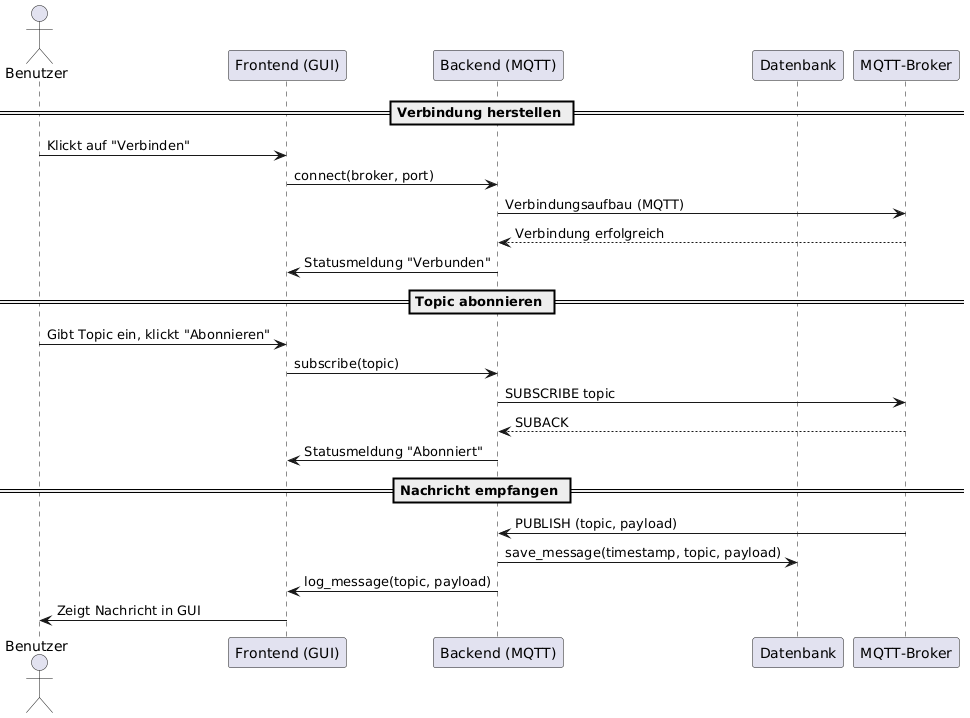 Benutzer
Frontend (GUI)
Backend (MQTT)
Datenbank
MQTT-Broker
Verbindung herstellen
Klickt auf "Verbinden"
connect(broker, port)
Verbindungsaufbau (MQTT)
Verbindung erfolgreich
Statusmeldung "Verbunden"
Topic abonnieren
Gibt Topic ein, klickt "Abonnieren"
subscribe(topic)
SUBSCRIBE topic
SUBACK
Statusmeldung "Abonniert"
Nachricht empfangen
PUBLISH (topic, payload)
save_message(timestamp, topic, payload)
log_message(topic, payload)
Zeigt Nachricht in GUI
Benutzer
Frontend (GUI)
Backend (MQTT)
Datenbank
MQTT-Broker